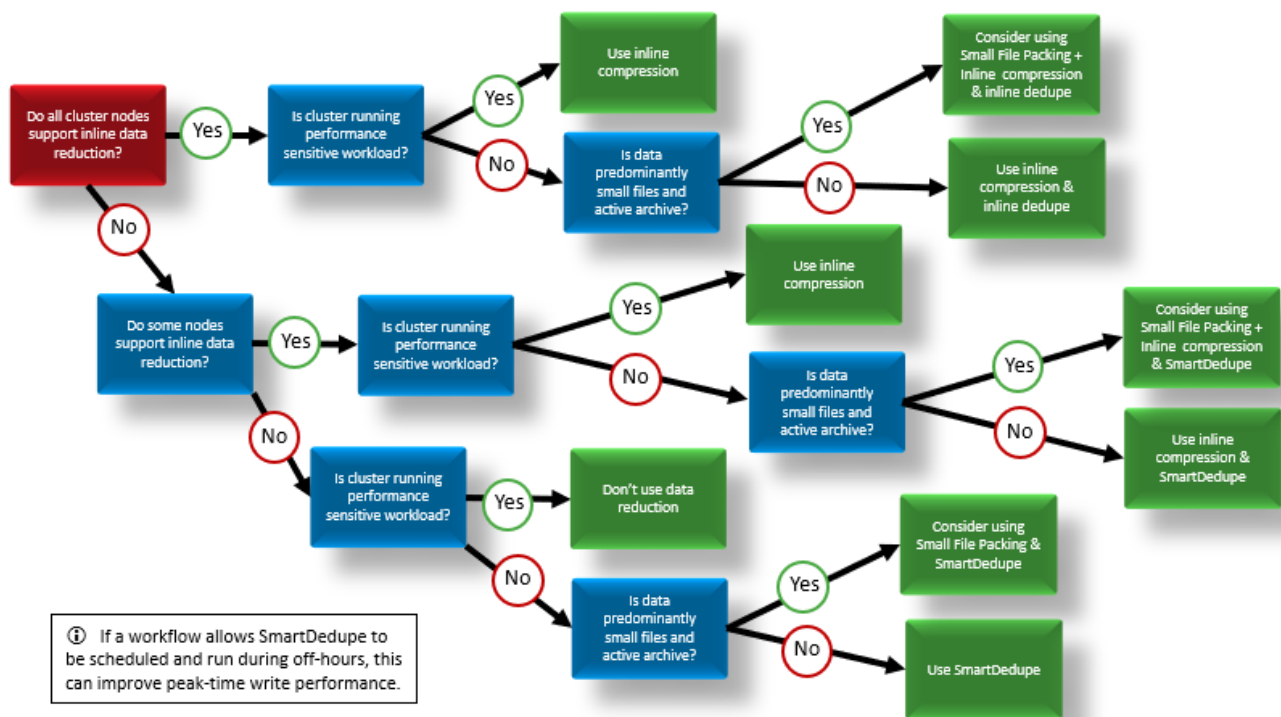 Do all cluster nodes
support inline data
reduction?
Yes
Is cluster running
performance
sensitive workload?
Yes
Use inline
compression
No
Is data
predominantly
small files and
active archive?
Yes
Consider using
Small File Packing +
Inline compression
& inline dedupe
No
Use inline
compression &
inline dedupe
No
Do some nodes
support inline data
reduction?
Yes
Is cluster running
performance
sensitive workload?
Yes
Use inline
compression
No
Is data
predominantly
small files and
active archive?
Yes
Consider using
Small File Packing +
Inline compression
& SmartDedupe
No
Use inline
compression &
SmartDedupe
No
Is cluster running
performance
sensitive workload?
Yes
Don't use data
reduction
No
Is data
predominantly
small files and
active archive?
Yes
Consider using
Small File Packing &
SmartDedupe
No
Use SmartDedupe
ⓘ If a workflow allows SmartDedupe to
be scheduled and run during off-hours, this
can improve peak-time write performance.